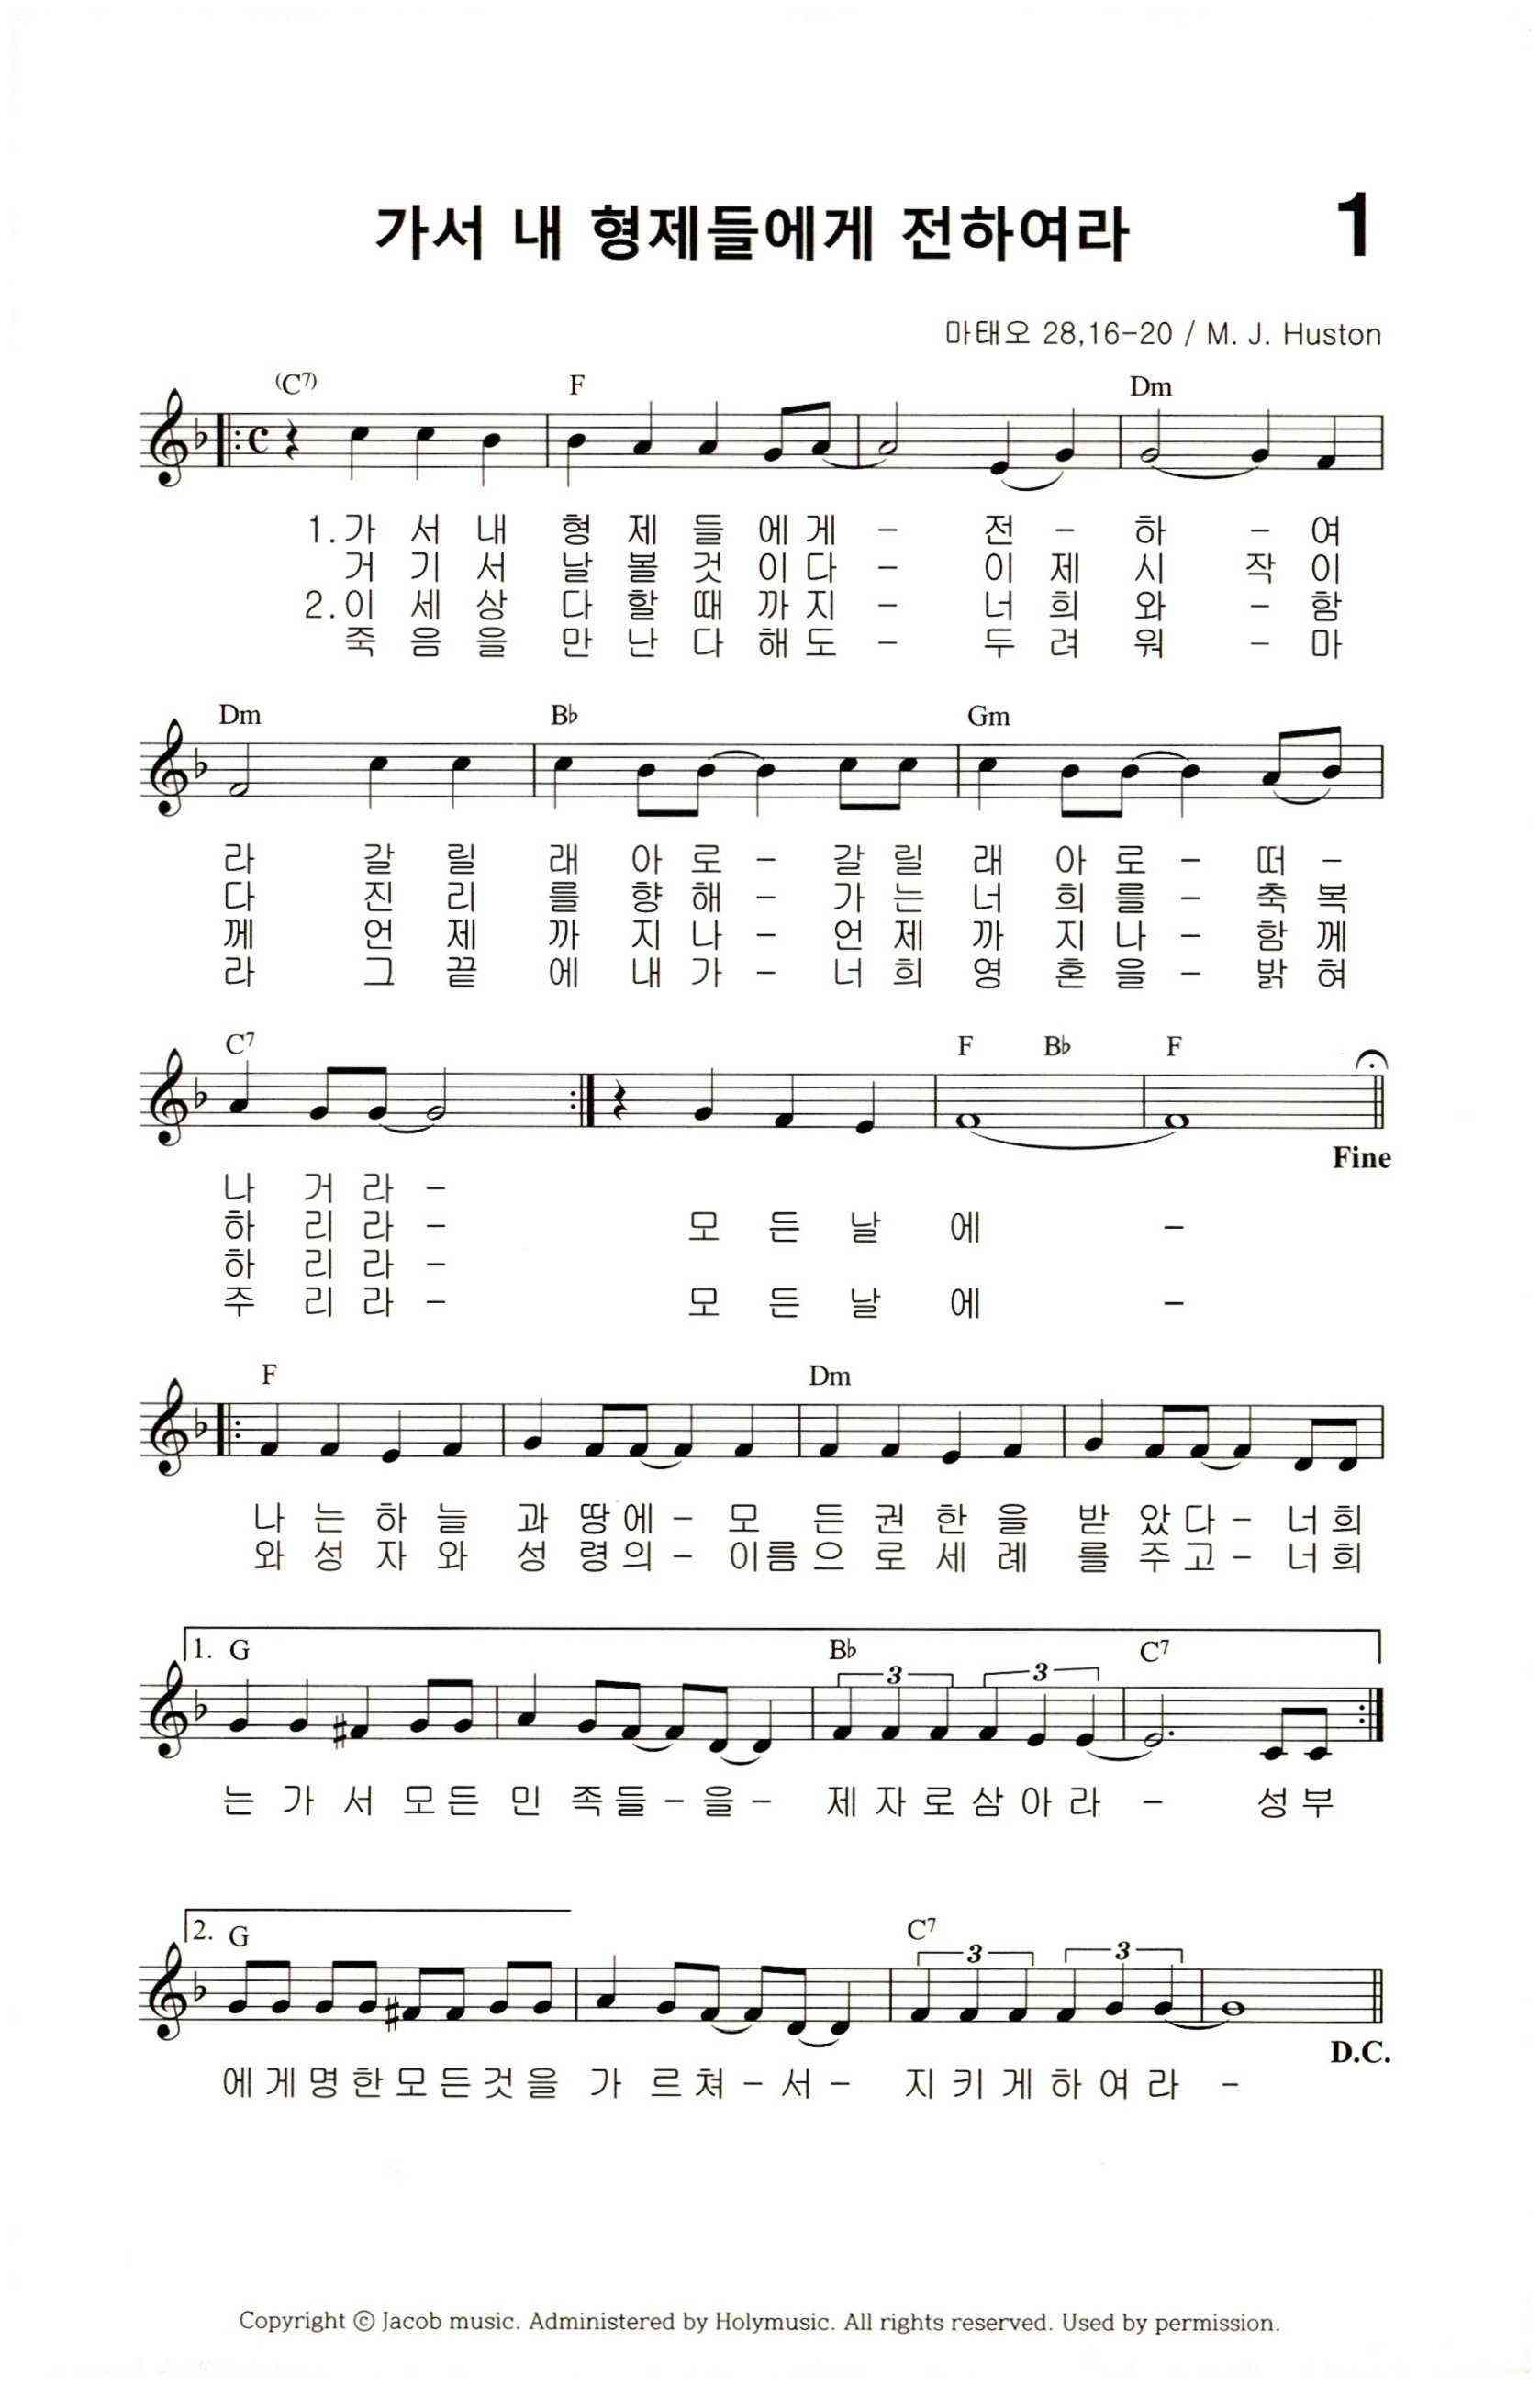 가서 내 형제들에게 전하여라
1
마태오 28,16-20 / M. J. Huston
(C7) F Dm
1.가 서 내 형 제 들 에 게 - 전 - 하 - 여
거 기 서 날 볼 것 이 다 - 이 제 시 작 이
2.이 세 상 다 할 때 까 지 - 너 희 와 - 함
죽 음 을 만 난 다 해 도 - 두 려 워 - 마
Dm B♭ Gm
라 갈 릴 래 아 로 - 갈 릴 래 아 로 - 떠 -
다 진 리 를 향 해 - 가 는 너 희 를 - 축 복
께 언 제 까 지 나 - 언 제 까 지 나 - 함 께
라 그 끝 에 내 가 - 너 희 영 혼 을 - 밝 혀
C7 F B♭ F
Fine
나 거 라 -
하 리 라 - 모 든 날 에 -
하 리 라 -
주 리 라 - 모 든 날 에 -
F Dm
나 는 하 늘 과 땅 에 - 모 든 권 한 을 받 았 다 - 너 희
와 성 자 와 성 령 의 - 이 름 으 로 세 례 를 주 고 - 너 희
1. G B♭ C7
3 3
는 가 서 모 든 민 족 들 - 을 - 제 자 로 삼 아 라 - 성 부
2. G C7
3 3
D.C.
에 게 명 한 모 든 것 을 가 르 쳐 - 서 - 지 키 게 하 여 라 -
Copyright ⓒ Jacob music. Administered by Holymusic. All rights reserved. Used by permission.